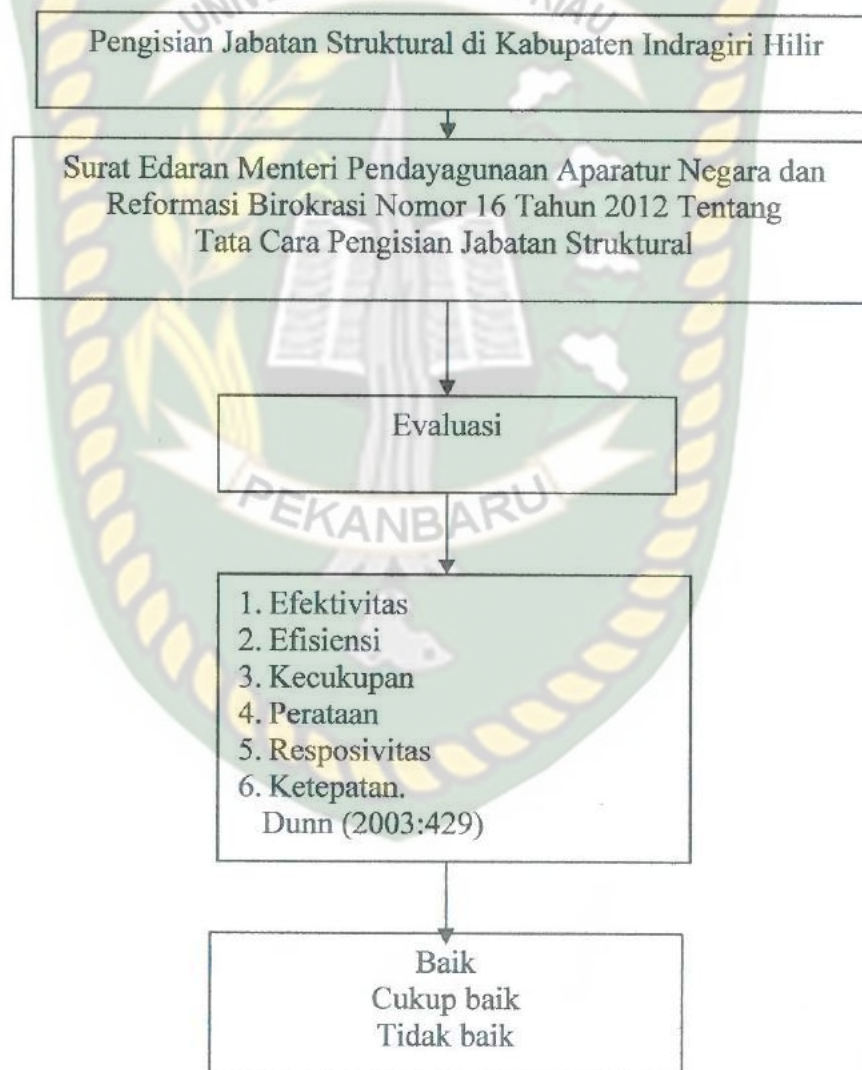 Pengisian Jabatan Struktural di Kabupaten Indragiri Hilir
Surat Edaran Menteri Pendayagunaan Aparatur Negara dan
Reformasi Birokrasi Nomor 16 Tahun 2012 Tentang
Tata Cara Pengisian Jabatan Struktural
Evaluasi
PEKANBARU
1. Efektivitas
2. Efisiensi
3. Kecukupan
4. Perataan
5. Resposivitas
6. Ketepatan.
Dunn (2003:429)
Baik
Cukup baik
Tidak baik